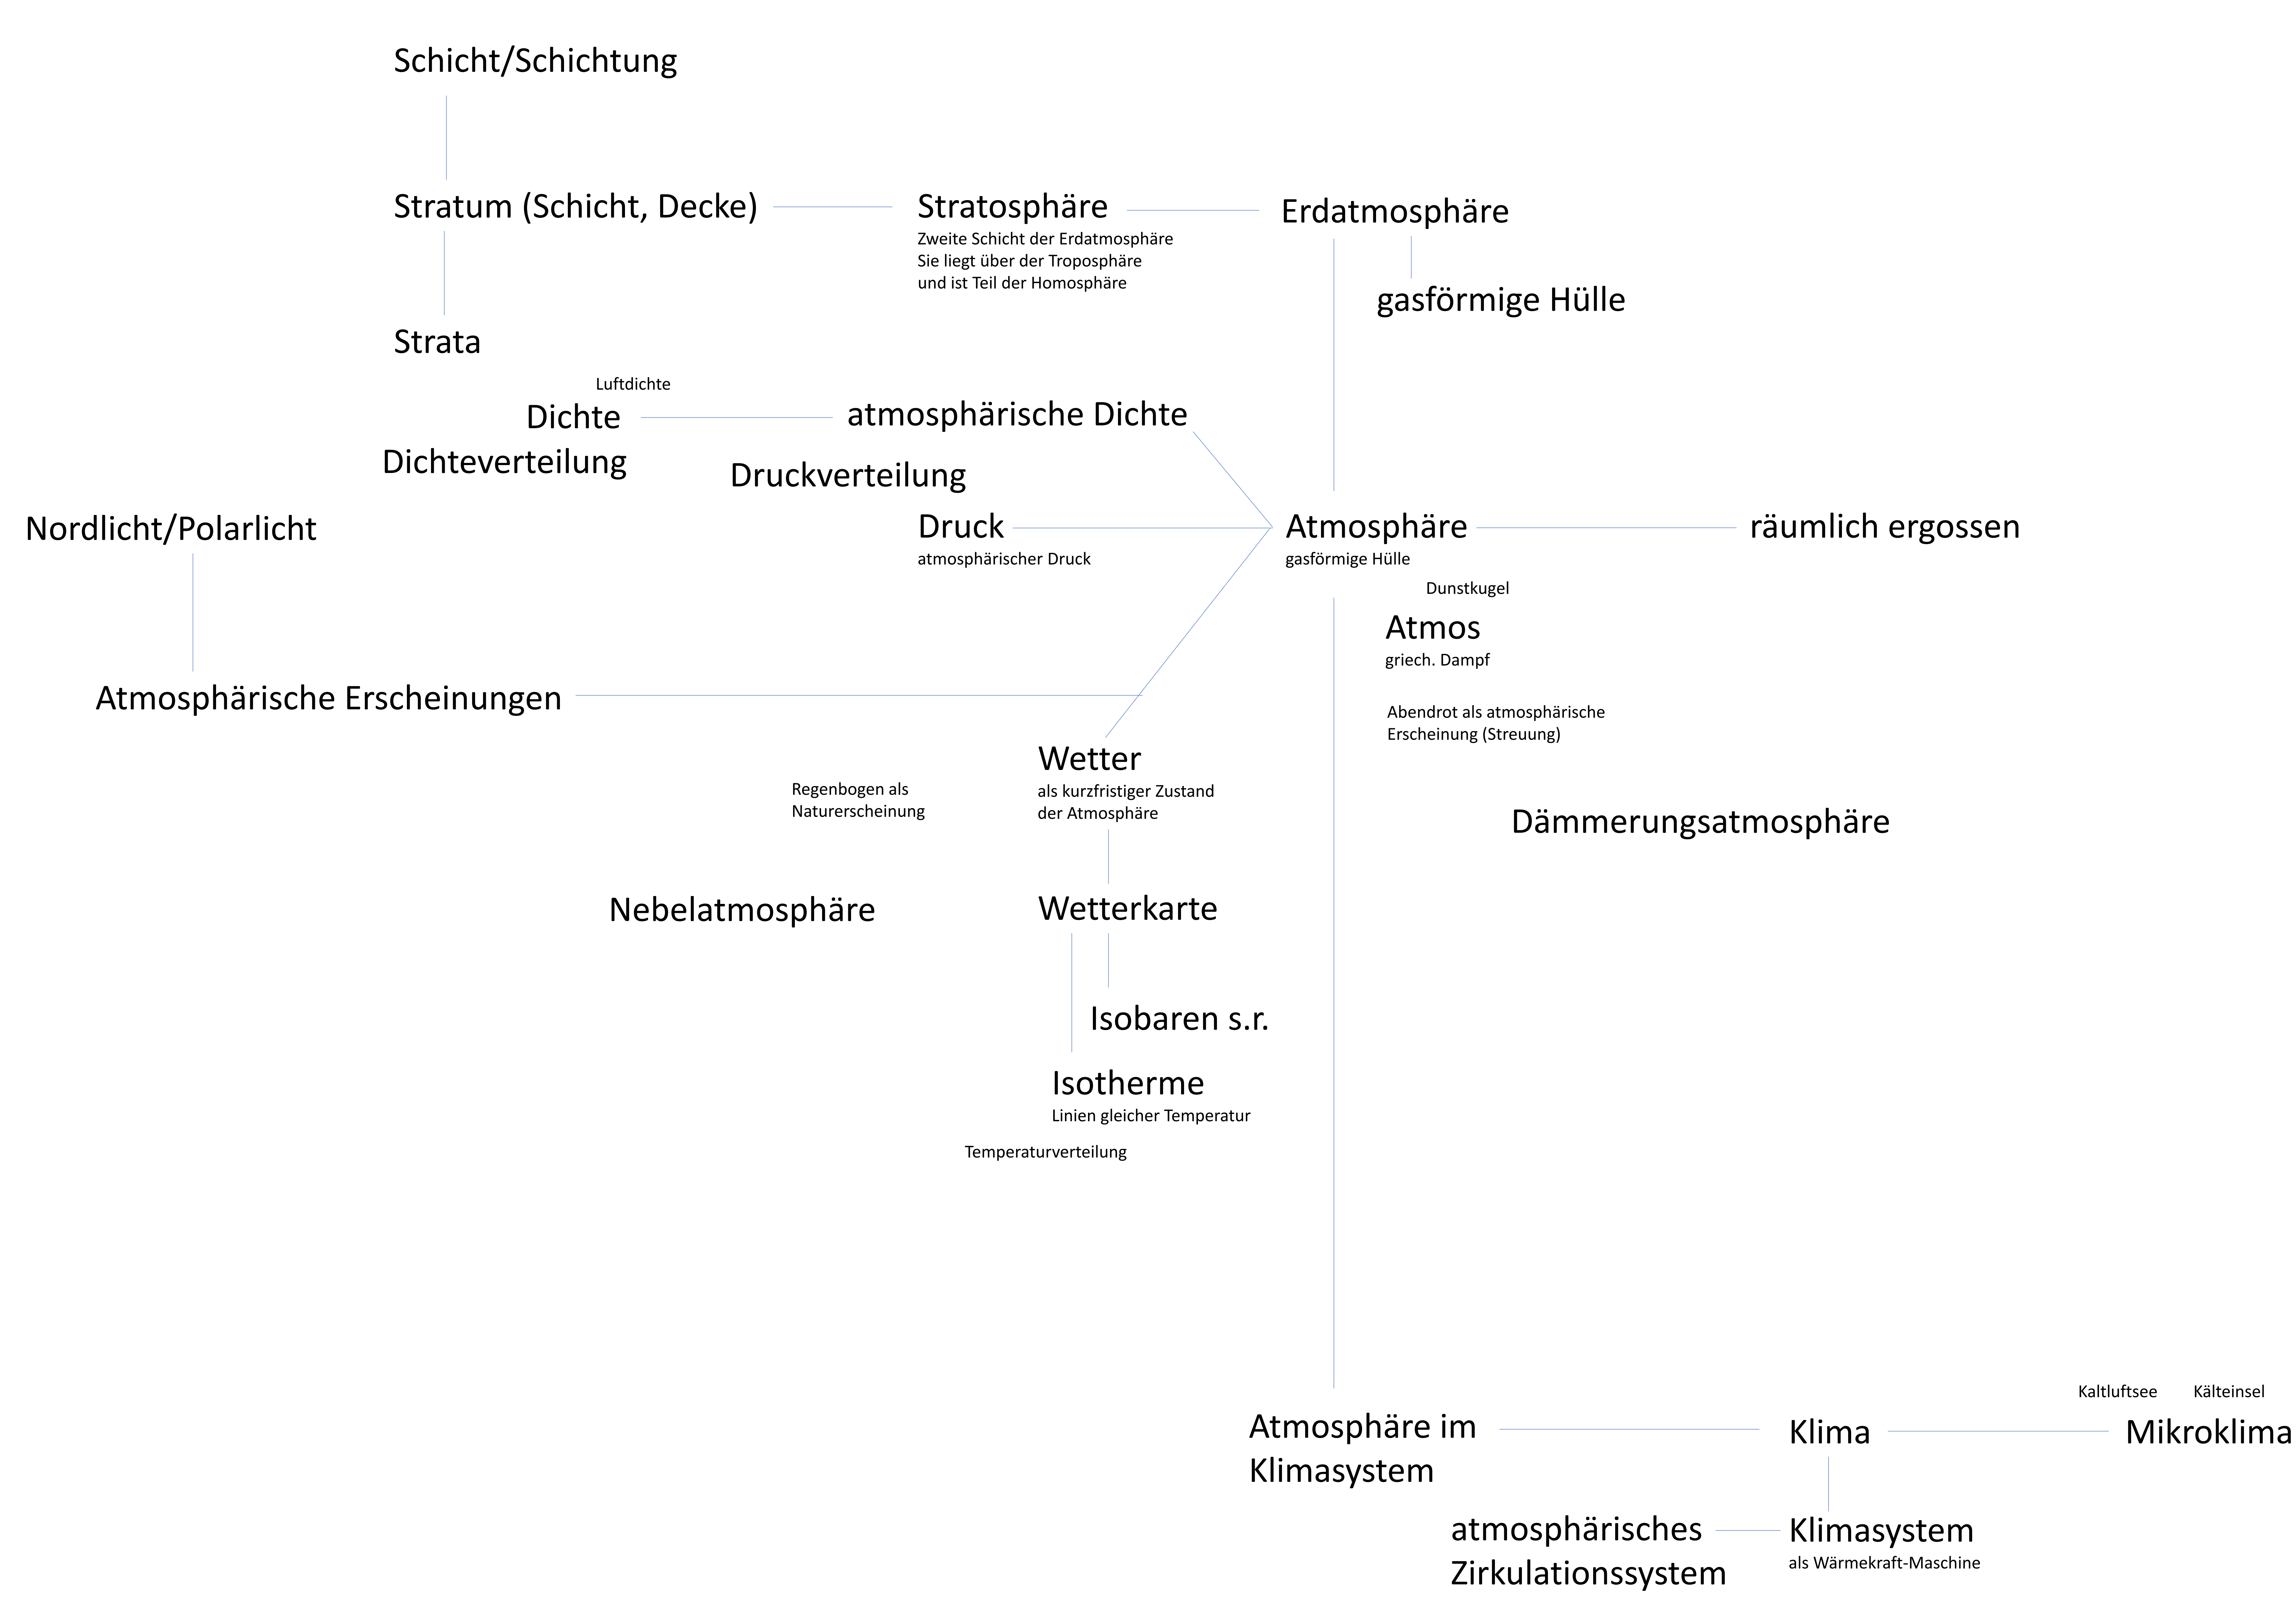 Schicht/Schichtung
Stratum (Schicht, Decke)
Stratosphäre
Zweite Schicht der Erdatmosphäre
Sie liegt über der Troposphäre
und ist Teil der Homosphäre
Erdatmosphäre
gasförmige Hülle
Strata
Luftdichte
Dichte
atmosphärische Dichte
Dichteverteilung
Druckverteilung
Nordlicht/Polarlicht
Druck
atmosphärischer Druck
Atmosphäre
gasförmige Hülle
räumlich ergossen
Dunstkugel
Atmos
griech. Dampf
Atmosphärische Erscheinungen
Abendrot als atmosphärische
Erscheinung (Streuung)
Wetter
als kurzfristiger Zustand
der Atmosphäre
Regenbogen als
Naturerscheinung
Dämmerungsatmosphäre
Nebelatmosphäre
Wetterkarte
Isobaren s.r.
Isotherme
Linien gleicher Temperatur
Temperaturverteilung
Kaltluftsee
Kälteinsel
Atmosphäre im
Klimasystem
Klima
Mikroklima
atmosphärisches
Zirkulationssystem
Klimasystem
als Wärmekraft-Maschine